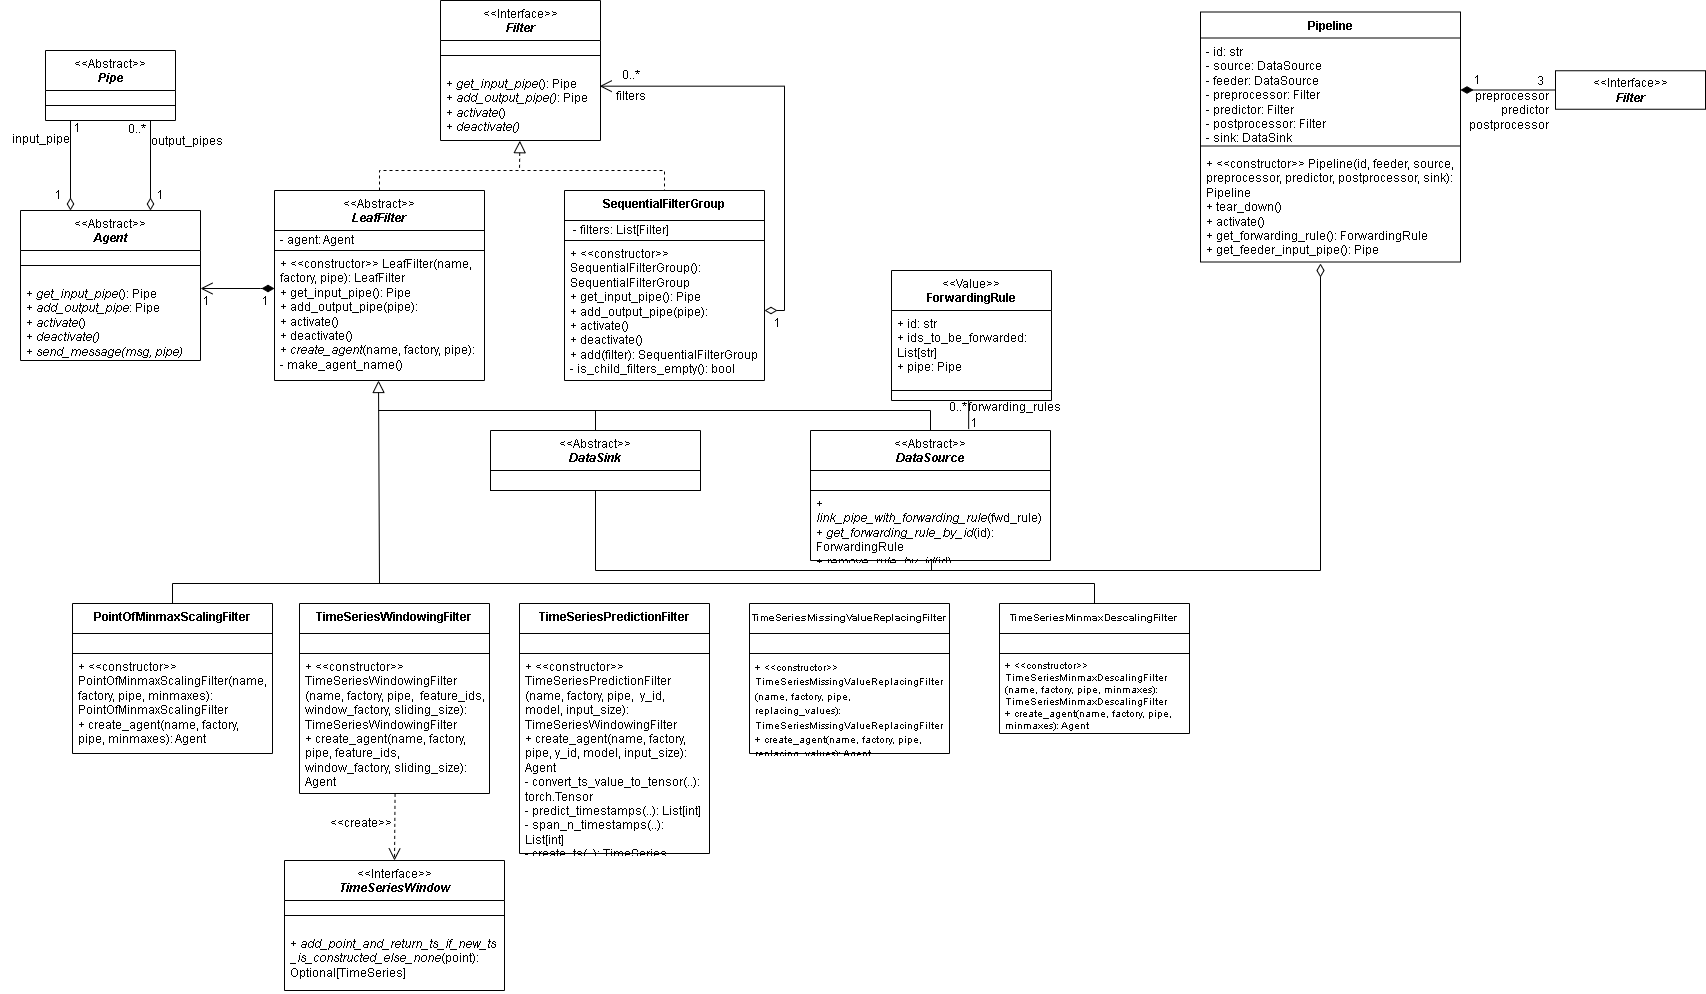 <<Interface>>
Filter
+ get_input_pipe(): Pipe
+ add_output_pipe(): Pipe
+ activate()
+ deactivate()
0..*
filters
<<Abstract>>
Pipe
1
0..*
input_pipe
output_pipes
1
1
<<Abstract>>
Agent
+ get_input_pipe(): Pipe
+ add_output_pipe: Pipe
+ activate()
+ deactivate()
+ send_message(msg, pipe)
1
1
<<Abstract>>
LeafFilter
- agent: Agent
+ <<constructor>> LeafFilter(name,
factory, pipe): LeafFilter
+ get_input_pipe(): Pipe
+ add_output_pipe(pipe):
+ activate()
+ deactivate()
+ create_agent(name, factory, pipe):
- make_agent_name()
SequentialFilterGroup
- filters: List[Filter]
+ <<constructor>>
SequentialFilterGroup():
SequentialFilterGroup
+ get_input_pipe(): Pipe
+ add_output_pipe(pipe):
+ activate()
+ deactivate()
+ add(filter): SequentialFilterGroup
- is_child_filters_empty(): bool
1
Pipeline
- id: str
- source: DataSource
- feeder: DataSource
- preprocessor: Filter
- predictor: Filter
- postprocessor: Filter
- sink: DataSink
+ <<constructor>> Pipeline(id, feeder, source,
preprocessor, predictor, postprocessor, sink):
Pipeline
+ tear_down()
+ activate()
+ get_forwarding_rule(): ForwardingRule
+ get_feeder_input_pipe(): Pipe
1
3
preprocessor
predictor
postprocessor
<<Interface>>
Filter
<<Value>>
ForwardingRule
+ id: str
+ ids_to_be_forwarded:
List[str]
+ pipe: Pipe
0..*
forwarding_rules
1
<<Abstract>>
DataSink
<<Abstract>>
DataSource
+
link_pipe_with_forwarding_rule(fwd_rule)
+ get_forwarding_rule_by_id(id):
ForwardingRule
+ remove_rule_by_id(id)
PointOfMinmaxScalingFilter
+ <<constructor>>
PointOfMinmaxScalingFilter(name,
factory, pipe, minmaxes):
PointOfMinmaxScalingFilter
+ create_agent(name, factory,
pipe, minmaxes): Agent
TimeSeriesWindowingFilter
+ <<constructor>>
TimeSeriesWindowingFilter
(name, factory, pipe, feature_ids,
window_factory, sliding_size):
TimeSeriesWindowingFilter
+ create_agent(name, factory,
pipe, feature_ids,
window_factory, sliding_size):
Agent
TimeSeriesPredictionFilter
+ <<constructor>>
TimeSeriesPredictionFilter
(name, factory, pipe, y_id,
model, input_size):
TimeSeriesWindowingFilter
+ create_agent(name, factory,
pipe, y_id, model, input_size):
Agent
- convert_ts_value_to_tensor(..):
torch.Tensor
- predict_timestamps(..): List[int]
- span_n_timestamps(..):
List[int]
- create_ts(..): TimeSeries
TimeSeriesMissingValueReplacingFilter
+ <<constructor>>
TimeSeriesMissingValueReplacingFilter
(name, factory, pipe,
replacing_values):
TimeSeriesMissingValueReplacingFilter
+ create_agent(name, factory, pipe,
replacing_values): Agent
TimeSeriesMinmaxDescalingFilter
+ <<constructor>>
TimeSeriesMinmaxDescalingFilter
(name, factory, pipe, minmaxes):
TimeSeriesMinmaxDescalingFilter
+ create_agent(name, factory, pipe,
minmaxes): Agent
<<create>>
<<Interface>>
TimeSeriesWindow
+ add_point_and_return_ts_if_new_ts
_is_constructed_else_none(point):
Optional[TimeSeries]